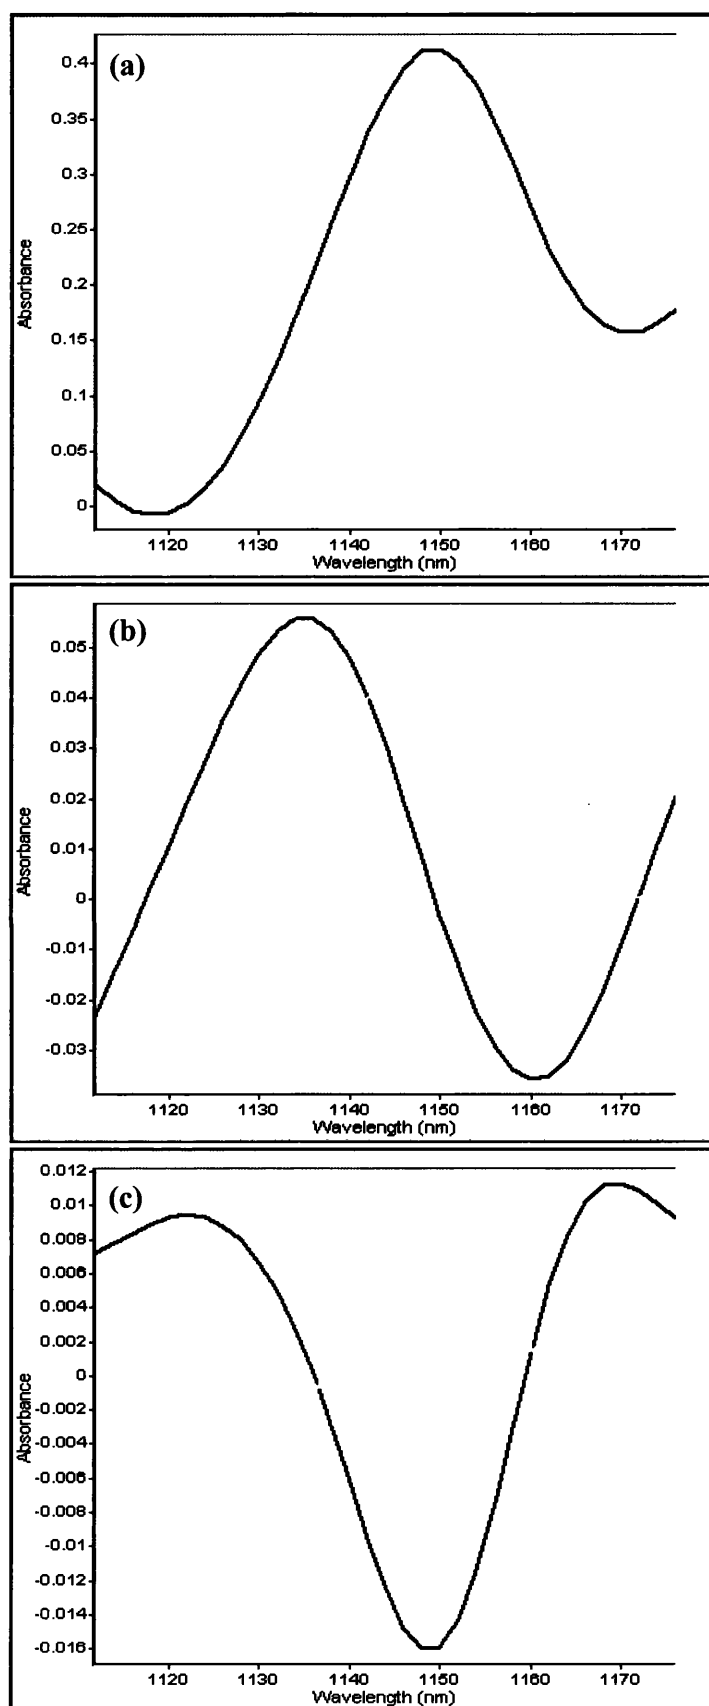 (a)
0.4
0.35
0.3
0.25
0.2
0.15
0.1
0.05
0
Absorbance
1120 1130 1140 1150 1160 1170
Wavelength (nm)
(b)
0.05
0.04
0.03
0.02
0.01
0
-0.01
-0.02
-0.03
Absorbance
1120 1130 1140 1150 1160 1170
Wavelength (nm)
(c)
0.012
0.01
0.008
0.006
0.004
0.002
0
-0.002
-0.004
-0.006
-0.008
-0.01
-0.012
-0.014
-0.016
Absorbance
1120 1130 1140 1150 1160 1170
Wavelength (nm)